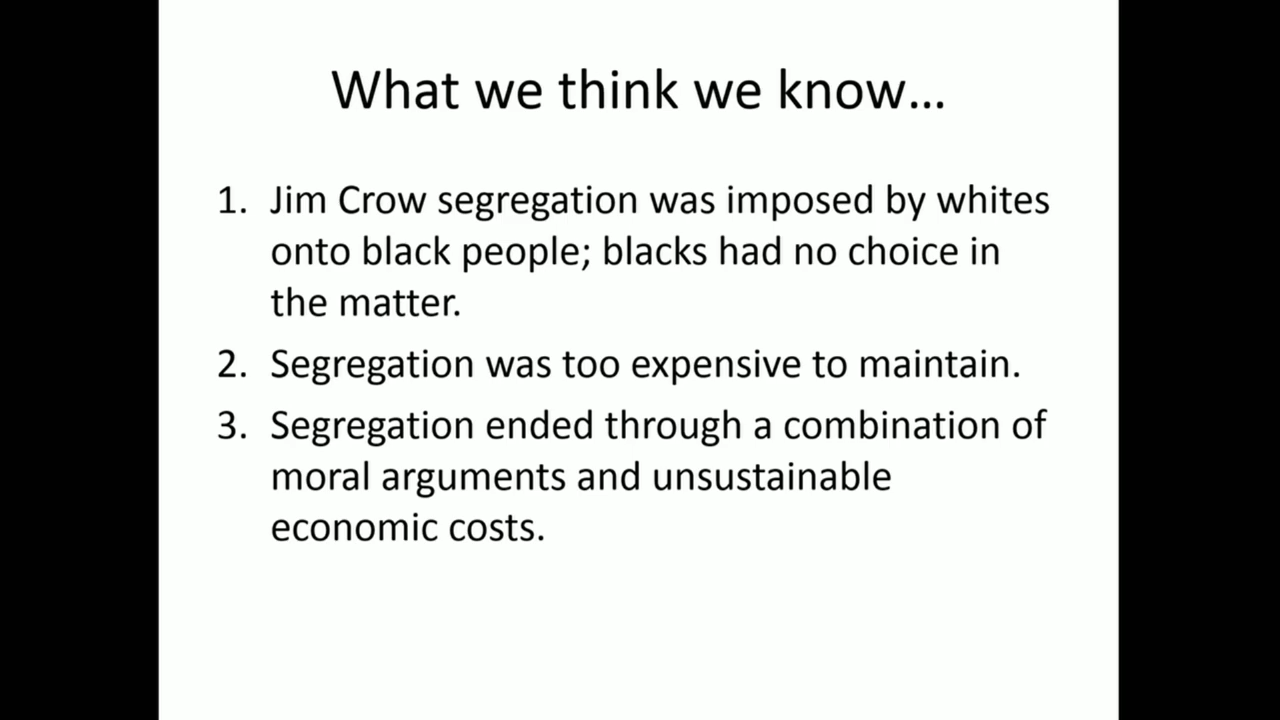 What we think we know…
1. Jim Crow segregation was imposed by whites
onto black people; blacks had no choice in
the matter.
2. Segregation was too expensive to maintain.
3. Segregation ended through a combination of
moral arguments and unsustainable
economic costs.